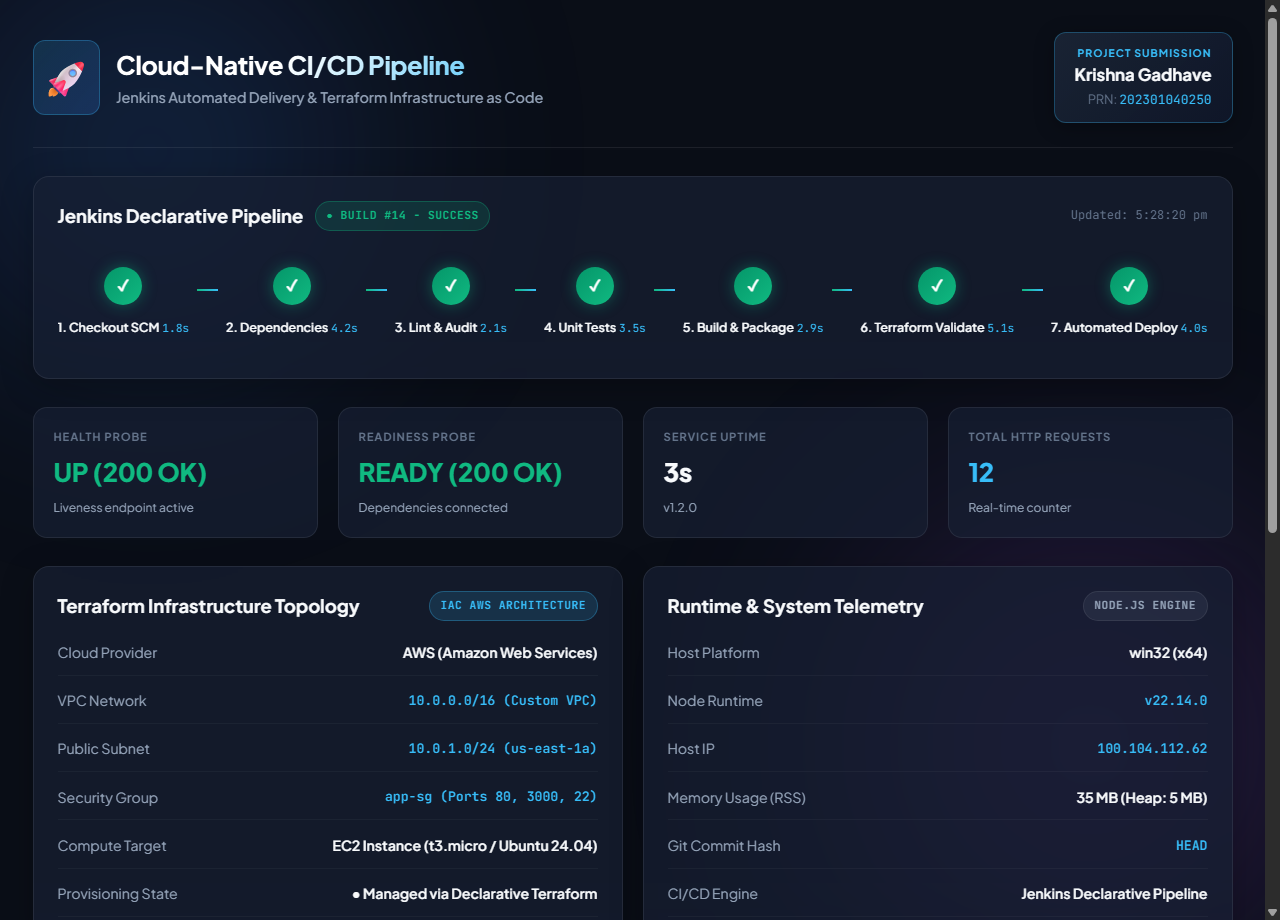 Cloud-Native CI/CD Pipeline
Jenkins Automated Delivery & Terraform Infrastructure as Code
PROJECT SUBMISSION
Krishna Gadhave
PRN: 202301040250
Jenkins Declarative Pipeline
● BUILD #14 - SUCCESS
Updated: 5:28:20 pm
✓ ✓ ✓ ✓ ✓ ✓ ✓
1. Checkout SCM 1.8s
2. Dependencies 4.2s
3. Lint & Audit 2.1s
4. Unit Tests 3.5s
5. Build & Package 2.9s
6. Terraform Validate 5.1s
7. Automated Deploy 4.0s
HEALTH PROBE
UP (200 OK)
Liveness endpoint active
READINESS PROBE
READY (200 OK)
Dependencies connected
SERVICE UPTIME
3s
v1.2.0
TOTAL HTTP REQUESTS
12
Real-time counter
Terraform Infrastructure Topology
IAC AWS ARCHITECTURE
Cloud Provider AWS (Amazon Web Services)
VPC Network 10.0.0.0/16 (Custom VPC)
Public Subnet 10.0.1.0/24 (us-east-1a)
Security Group app-sg (Ports 80, 3000, 22)
Compute Target EC2 Instance (t3.micro / Ubuntu 24.04)
Provisioning State ● Managed via Declarative Terraform
Runtime & System Telemetry
NODE.JS ENGINE
Host Platform win32 (x64)
Node Runtime v22.14.0
Host IP 100.104.112.62
Memory Usage (RSS) 35 MB (Heap: 5 MB)
Git Commit Hash HEAD
CI/CD Engine Jenkins Declarative Pipeline